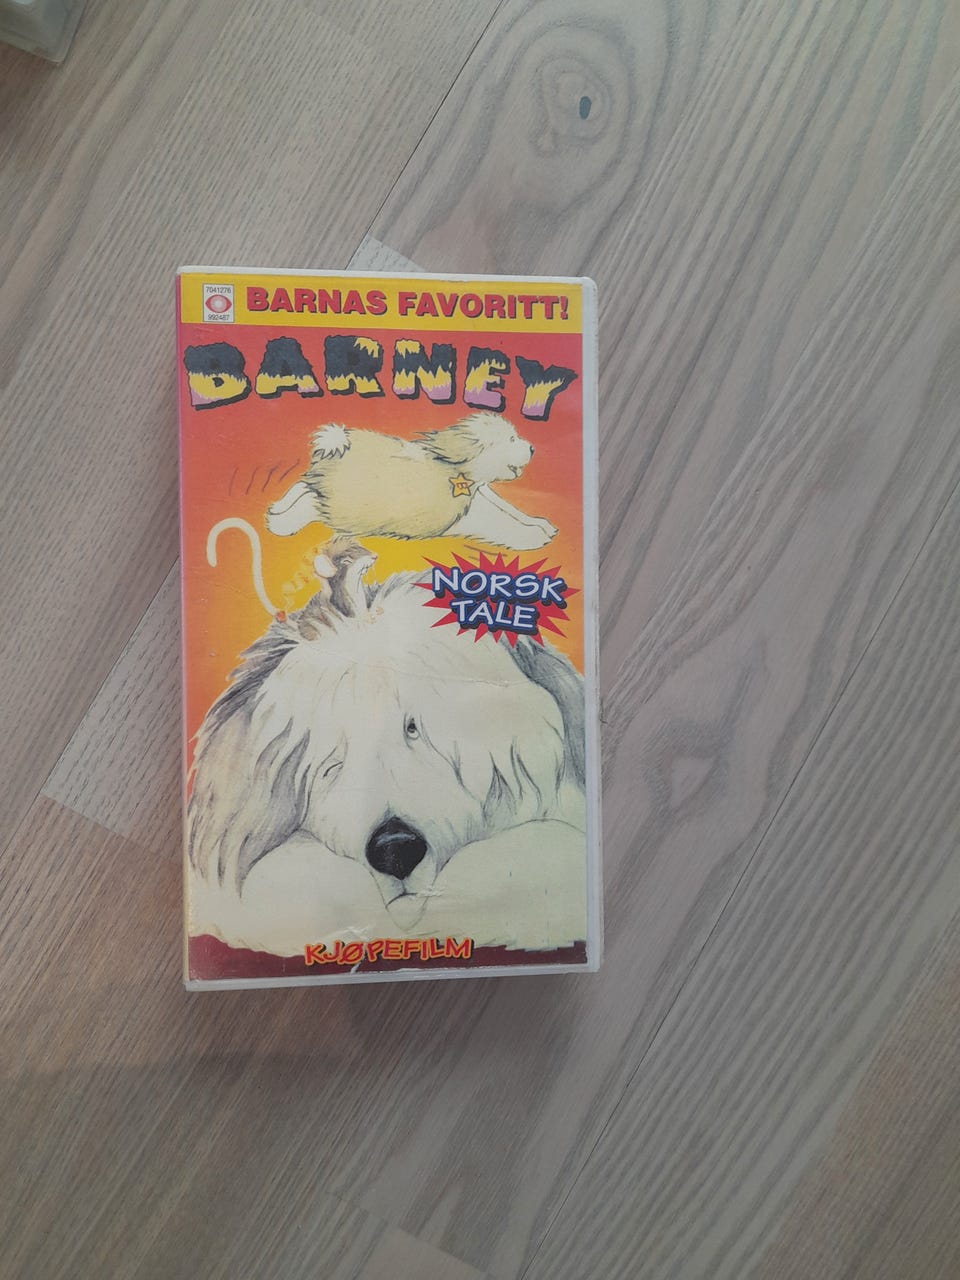 7041276
992487
BARNAS FAVORITT!
BARNEY
B
NORSK
TALE
KJØPEFILM